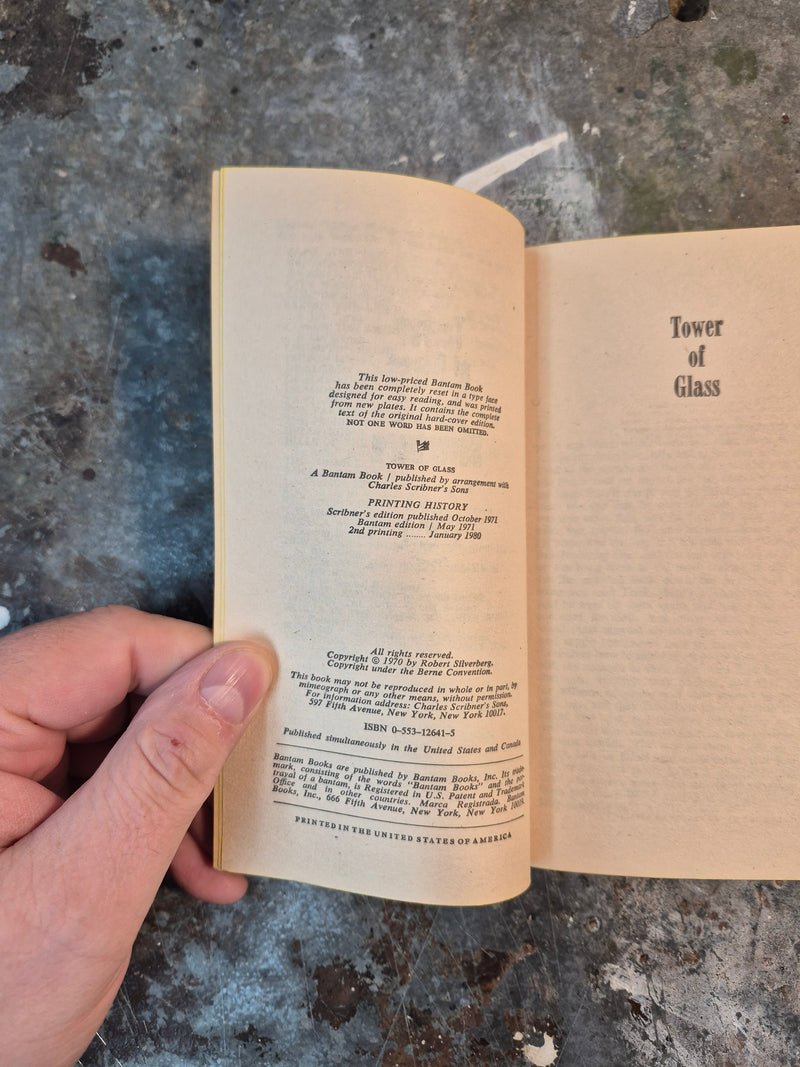 This low-priced Bantam Book
has been completely reset in a type face
designed for easy reading, and was printed
from new plates. It contains the complete
text of the original hard-cover edition.
NOT ONE WORD HAS BEEN OMITTED.
TOWER OF GLASS
A Bantam Book / published by arrangement with
Charles Scribner's Sons
PRINTING HISTORY
Scribner's edition published October 1971
Bantam edition / May 1971
2nd printing ........ January 1980
All rights reserved.
Copyright © 1970 by Robert Silverberg.
Copyright under the Berne Convention.
This book may not be reproduced in whole or in part, by
mimeograph or any other means, without permission.
For information address: Charles Scribner's Sons,
597 Fifth Avenue, New York, New York 10017.
ISBN 0-553-12641-5
Published simultaneously in the United States and Canada
Bantam Books are published by Bantam Books, Inc. Its trade-
mark, consisting of the words "Bantam Books" and the por-
trayal of a bantam, is Registered in U.S. Patent and Trademark
Office and in other countries. Marca Registrada. Bantam
Books, Inc., 666 Fifth Avenue, New York, New York 10019.
PRINTED IN THE UNITED STATES OF AMERICA
Tower
of
Glass